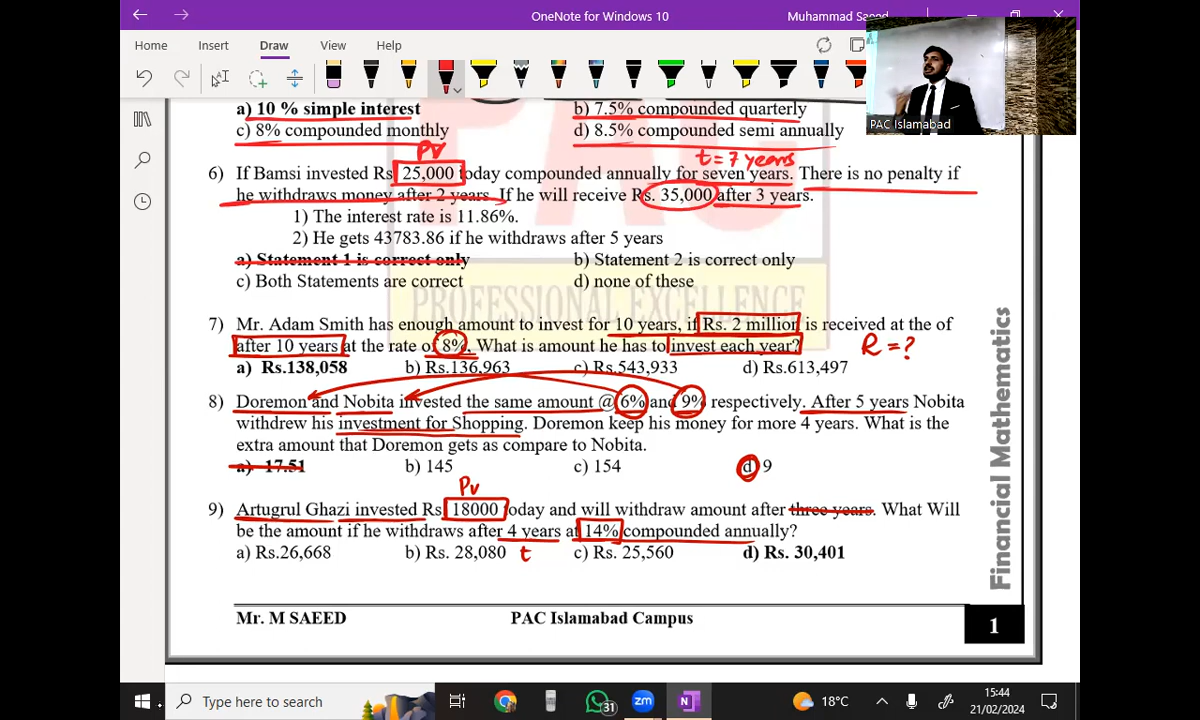 OneNote for Windows 10
Muhammad Saeed
Home Insert Draw View Help
PAC Islamabad
a) 10 % simple interest b) 7.5% compounded quarterly
c) 8% compounded monthly d) 8.5% compounded semi annually
PV t = 7 years
6) If Bamsi invested Rs 25,000 today compounded annually for seven years. There is no penalty if
he withdraws money after 2 years. If he will receive Rs. 35,000 after 3 years.
1) The interest rate is 11.86%.
2) He gets 43783.86 if he withdraws after 5 years
a) Statement 1 is correct only b) Statement 2 is correct only
c) Both Statements are correct d) none of these
PROFESSIONAL EXCELLENCE
7) Mr. Adam Smith has enough amount to invest for 10 years, if Rs. 2 million is received at the of
after 10 years at the rate of 8%. What is amount he has to invest each year? R = ?
a) Rs.138,058 b) Rs.136,963 c) Rs.543,933 d) Rs.613,497
8) Doremon and Nobita invested the same amount @ 6% and 9% respectively. After 5 years Nobita
withdrew his investment for Shopping. Doremon keep his money for more 4 years. What is the
extra amount that Doremon gets as compare to Nobita.
a) 17.51 b) 145 c) 154 d) 9
PV
9) Artugrul Ghazi invested Rs. 18000 today and will withdraw amount after three years. What Will
be the amount if he withdraws after 4 years at 14% compounded annually?
a) Rs.26,668 b) Rs. 28,080 t c) Rs. 25,560 d) Rs. 30,401
Financial Mathematics
Mr. M SAEED PAC Islamabad Campus 1
Type here to search
31
zm
N
18°C
15:44
21/02/2024